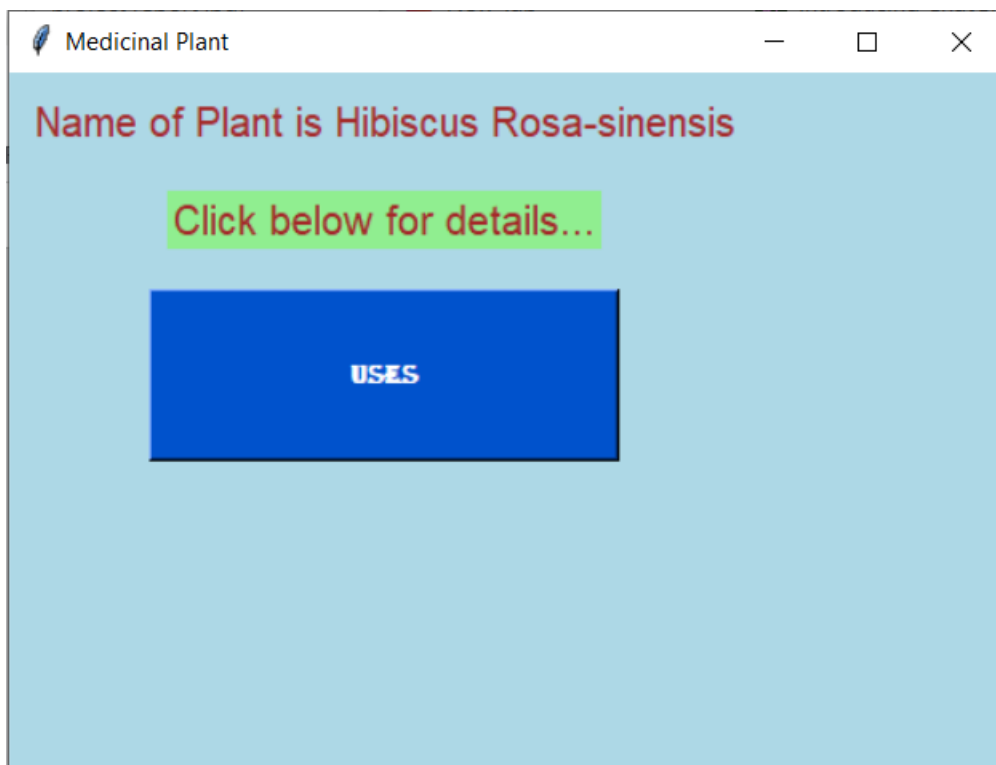 Medicinal Plant
Name of Plant is Hibiscus Rosa-sinensis
Click below for details...
USES